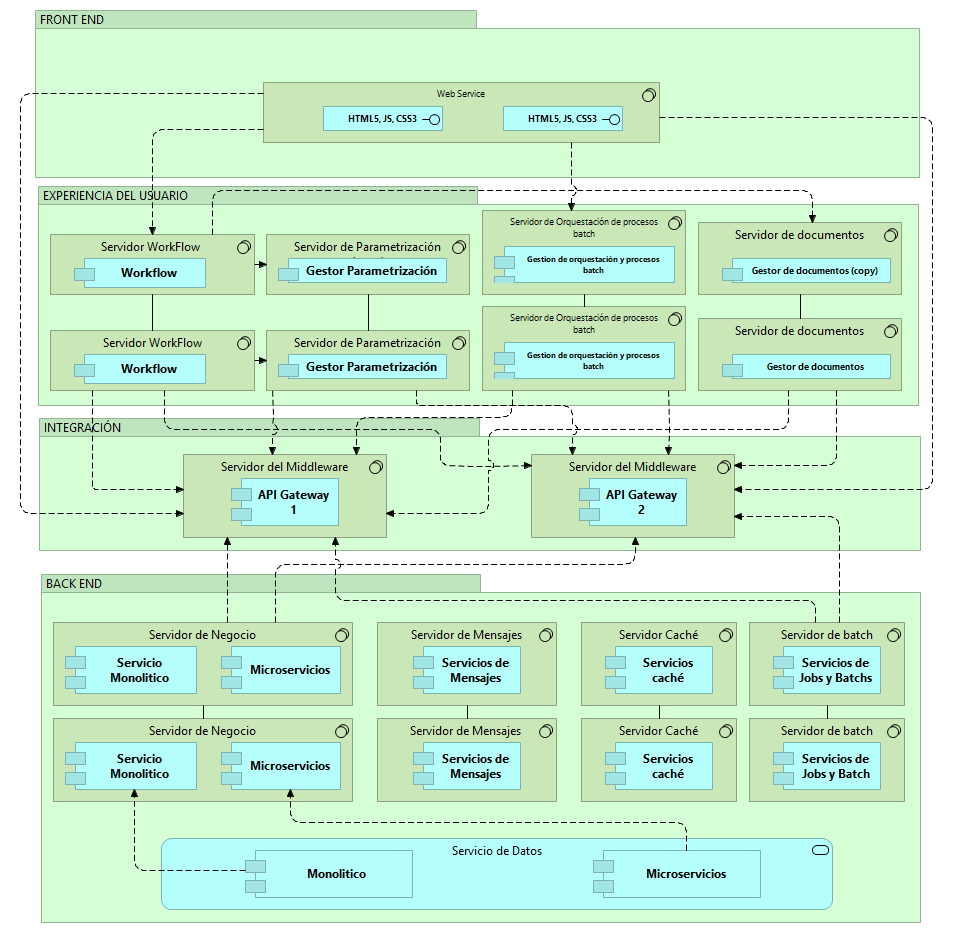 FRONT END
Web Service
HTML5, JS, CSS3
HTML5, JS, CSS3
EXPERIENCIA DEL USUARIO
Servidor WorkFlow
Workflow
Servidor de Parametrización
Gestor Parametrización
Servidor de Orquestación de procesos
batch
Gestion de orquestación y procesos
batch
Servidor de documentos
Gestor de documentos (copy)
Servidor WorkFlow
Workflow
Servidor de Parametrización
Gestor Parametrización
Servidor de Orquestación de procesos
batch
Gestion de orquestación y procesos
batch
Servidor de documentos
Gestor de documentos
INTEGRACIÓN
Servidor del Middleware
API Gateway
1
Servidor del Middleware
API Gateway
2
BACK END
Servidor de Negocio
Servicio
Monolitico
Microservicios
Servidor de Mensajes
Servicios de
Mensajes
Servidor Caché
Servicios
caché
Servidor de batch
Servicios de
Jobs y Batchs
Servidor de Negocio
Servicio
Monolitico
Microservicios
Servidor de Mensajes
Servicios de
Mensajes
Servidor Caché
Servicios
caché
Servidor de batch
Servicios de
Jobs y Batch
Servicio de Datos
Monolitico
Microservicios